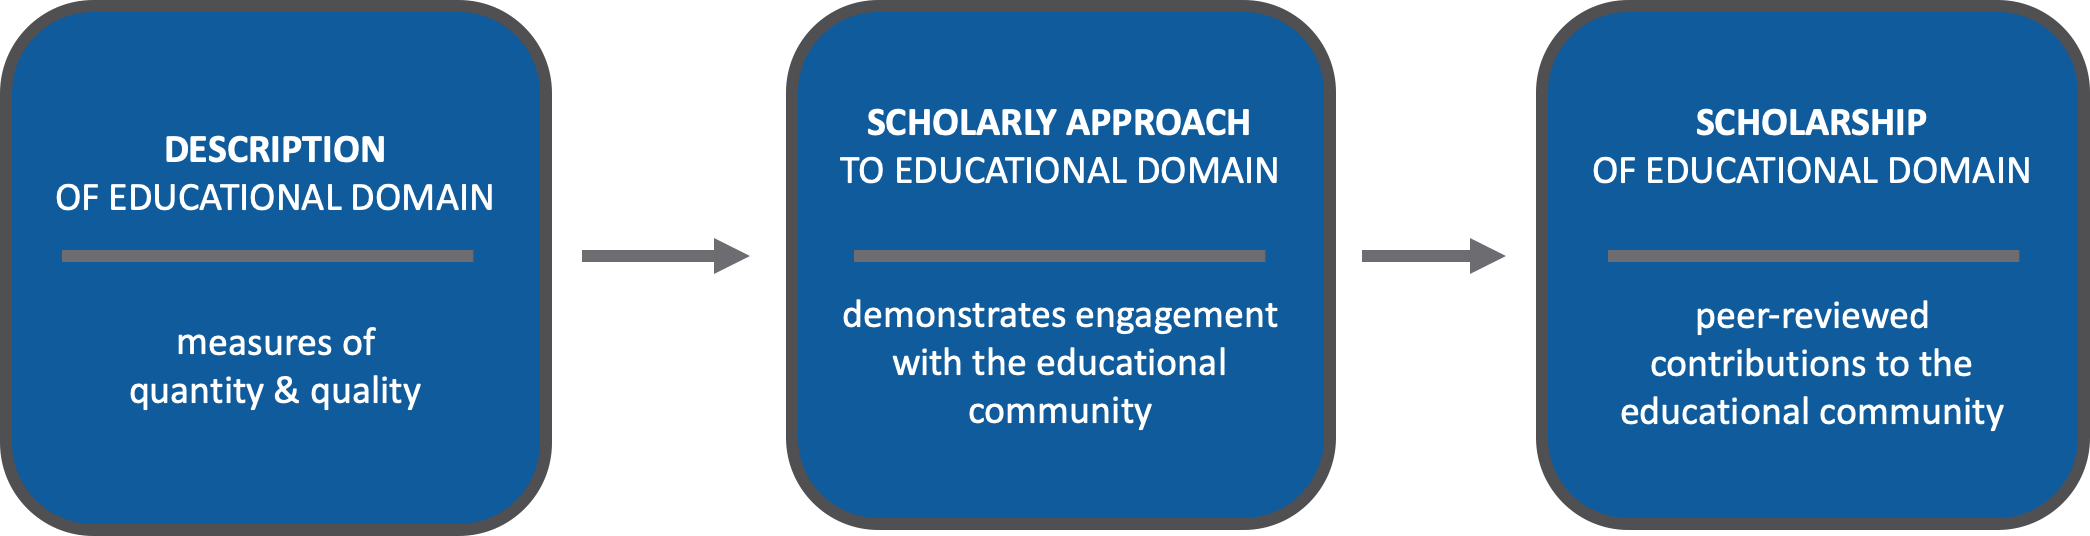 DESCRIPTION
OF EDUCATIONAL DOMAIN
measures of
quantity & quality
SCHOLARLY APPROACH
TO EDUCATIONAL DOMAIN
demonstrates engagement
with the educational
community
SCHOLARSHIP
OF EDUCATIONAL DOMAIN
peer-reviewed
contributions to the
educational community